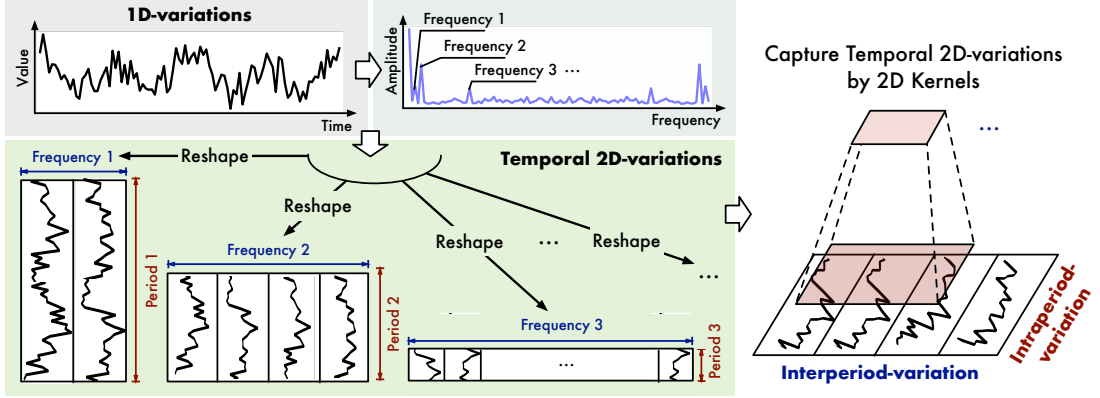 1D-variations
Value
Time
Amplitude
Frequency 1
Frequency 2
Frequency 3 ...
Frequency
Capture Temporal 2D-variations
by 2D Kernels
...
Temporal 2D-variations
Frequency 1
Reshape
Period 1
Reshape
Frequency 2
Period 2
Reshape
...
Reshape
...
Frequency 3
...
Period 3
Interperiod-variation
Intraperiod-
variation